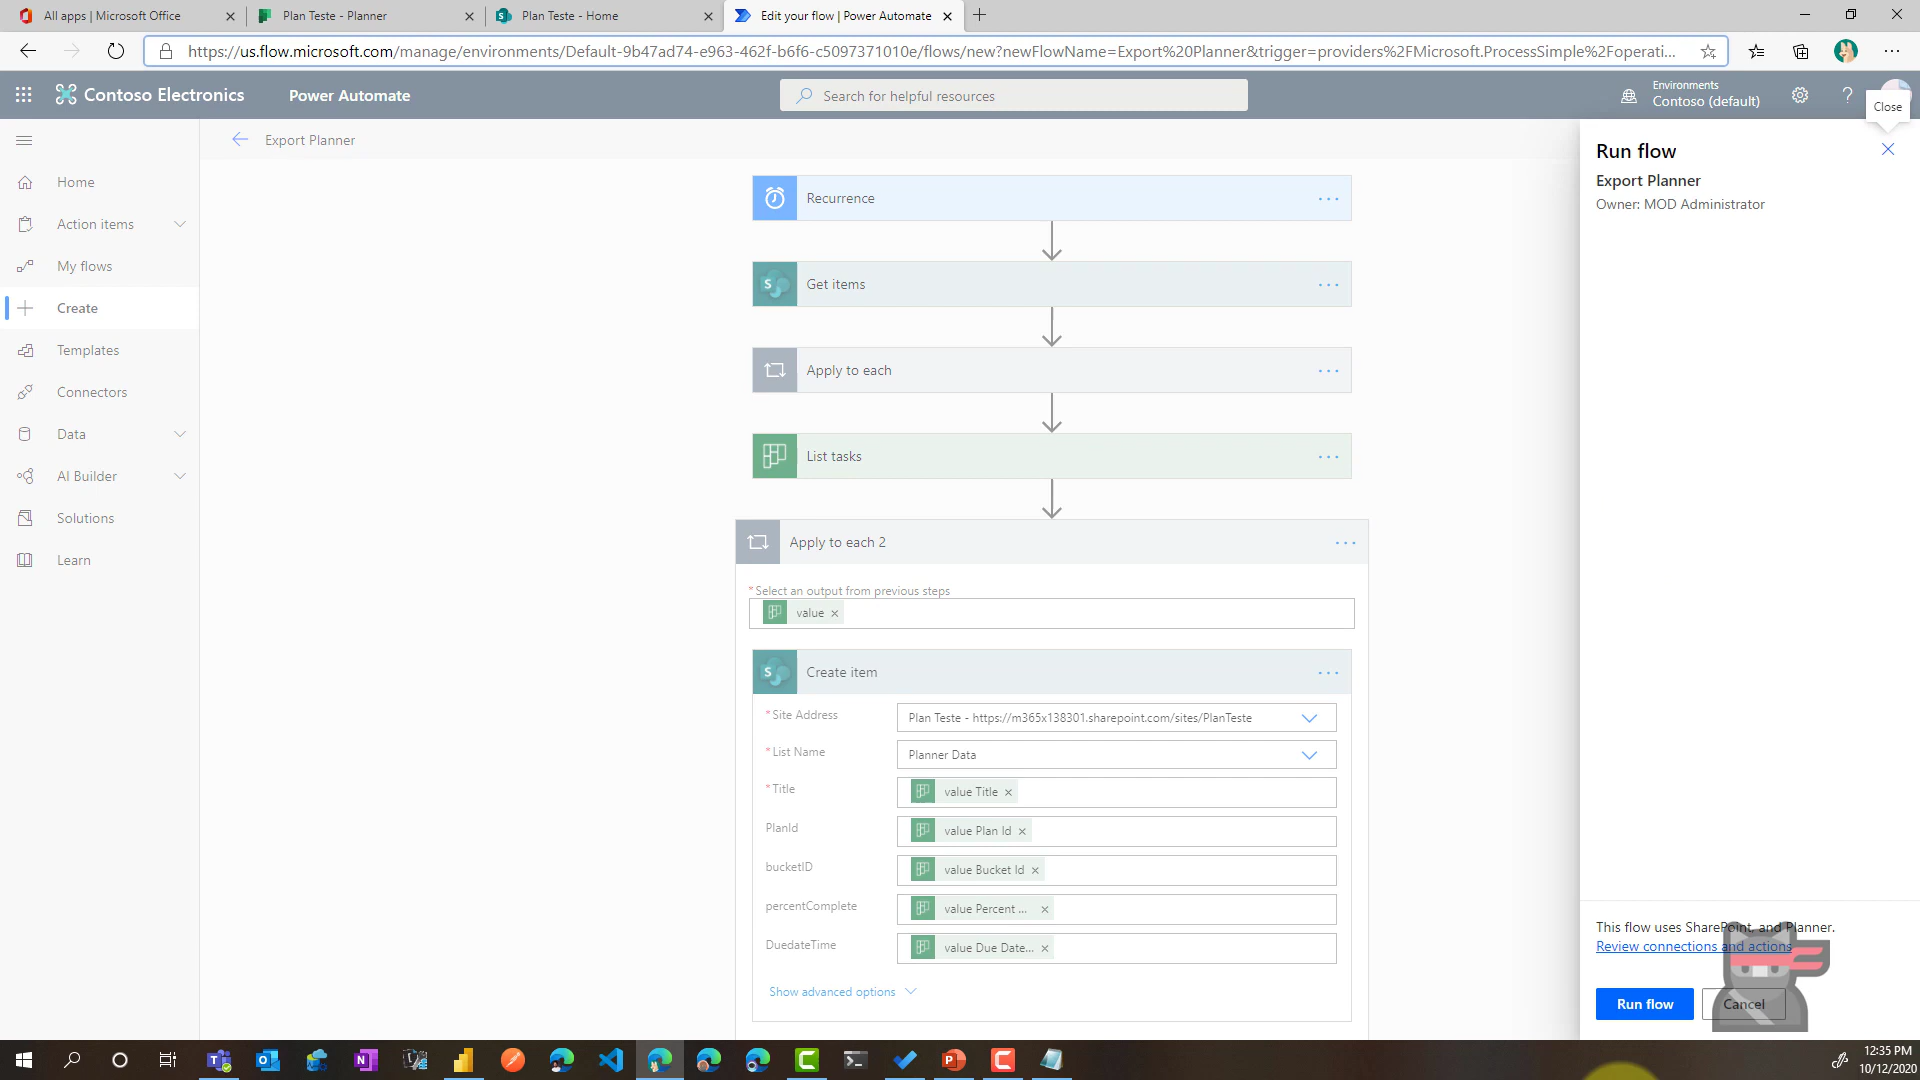 All apps | Microsoft Office
Plan Teste - Planner
Plan Teste - Home
Edit your flow | Power Automate
https://us.flow.microsoft.com/manage/environments/Default-9b47ad74-e963-462f-b6f6-c5097371010e/flows/new?newFlowName=Export%20Planner&trigger=providers%2FMicrosoft.ProcessSimple%2Foperati...
Contoso Electronics
Power Automate
Search for helpful resources
Environments
Contoso (default)
?
Close
Export Planner
Home
Action items
My flows
Create
Templates
Connectors
Data
AI Builder
Solutions
Learn
Recurrence
Get items
Apply to each
List tasks
Apply to each 2
*Select an output from previous steps
value
Create item
*Site Address
Plan Teste - https://m365x138301.sharepoint.com/sites/PlanTeste
*List Name
Planner Data
*Title
value Title
PlanId
value Plan Id
bucketID
value Bucket Id
percentComplete
value Percent ...
DuedateTime
value Due Date...
Show advanced options
Run flow
Export Planner
Owner: MOD Administrator
This flow uses SharePoint, and Planner.
Review connections and actions
Run flow
Cancel
12:35 PM
10/12/2020